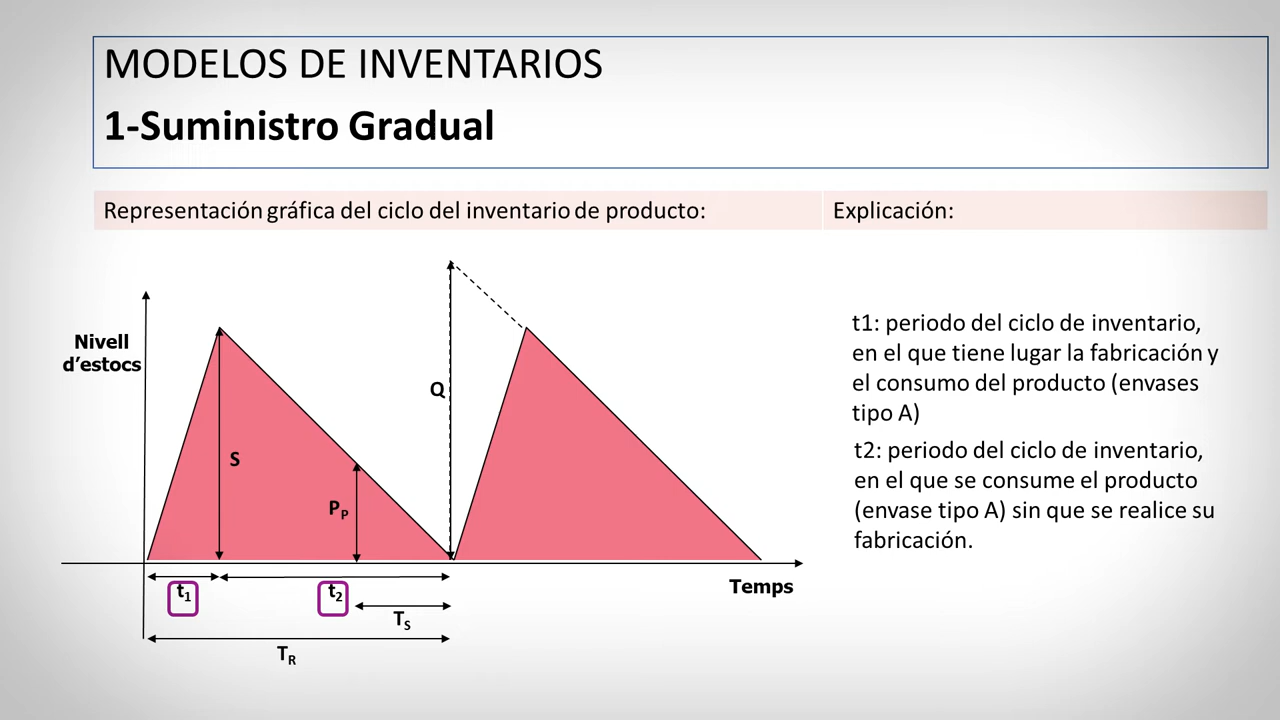 MODELOS DE INVENTARIOS
1-Suministro Gradual
Representación gráfica del ciclo del inventario de producto:
Explicación:
Nivell
d'estocs
Q
S
PP
t1
t2
TS
TR
Temps
t1: periodo del ciclo de inventario,
en el que tiene lugar la fabricación y
el consumo del producto (envases
tipo A)
t2: periodo del ciclo de inventario,
en el que se consume el producto
(envase tipo A) sin que se realice su
fabricación.